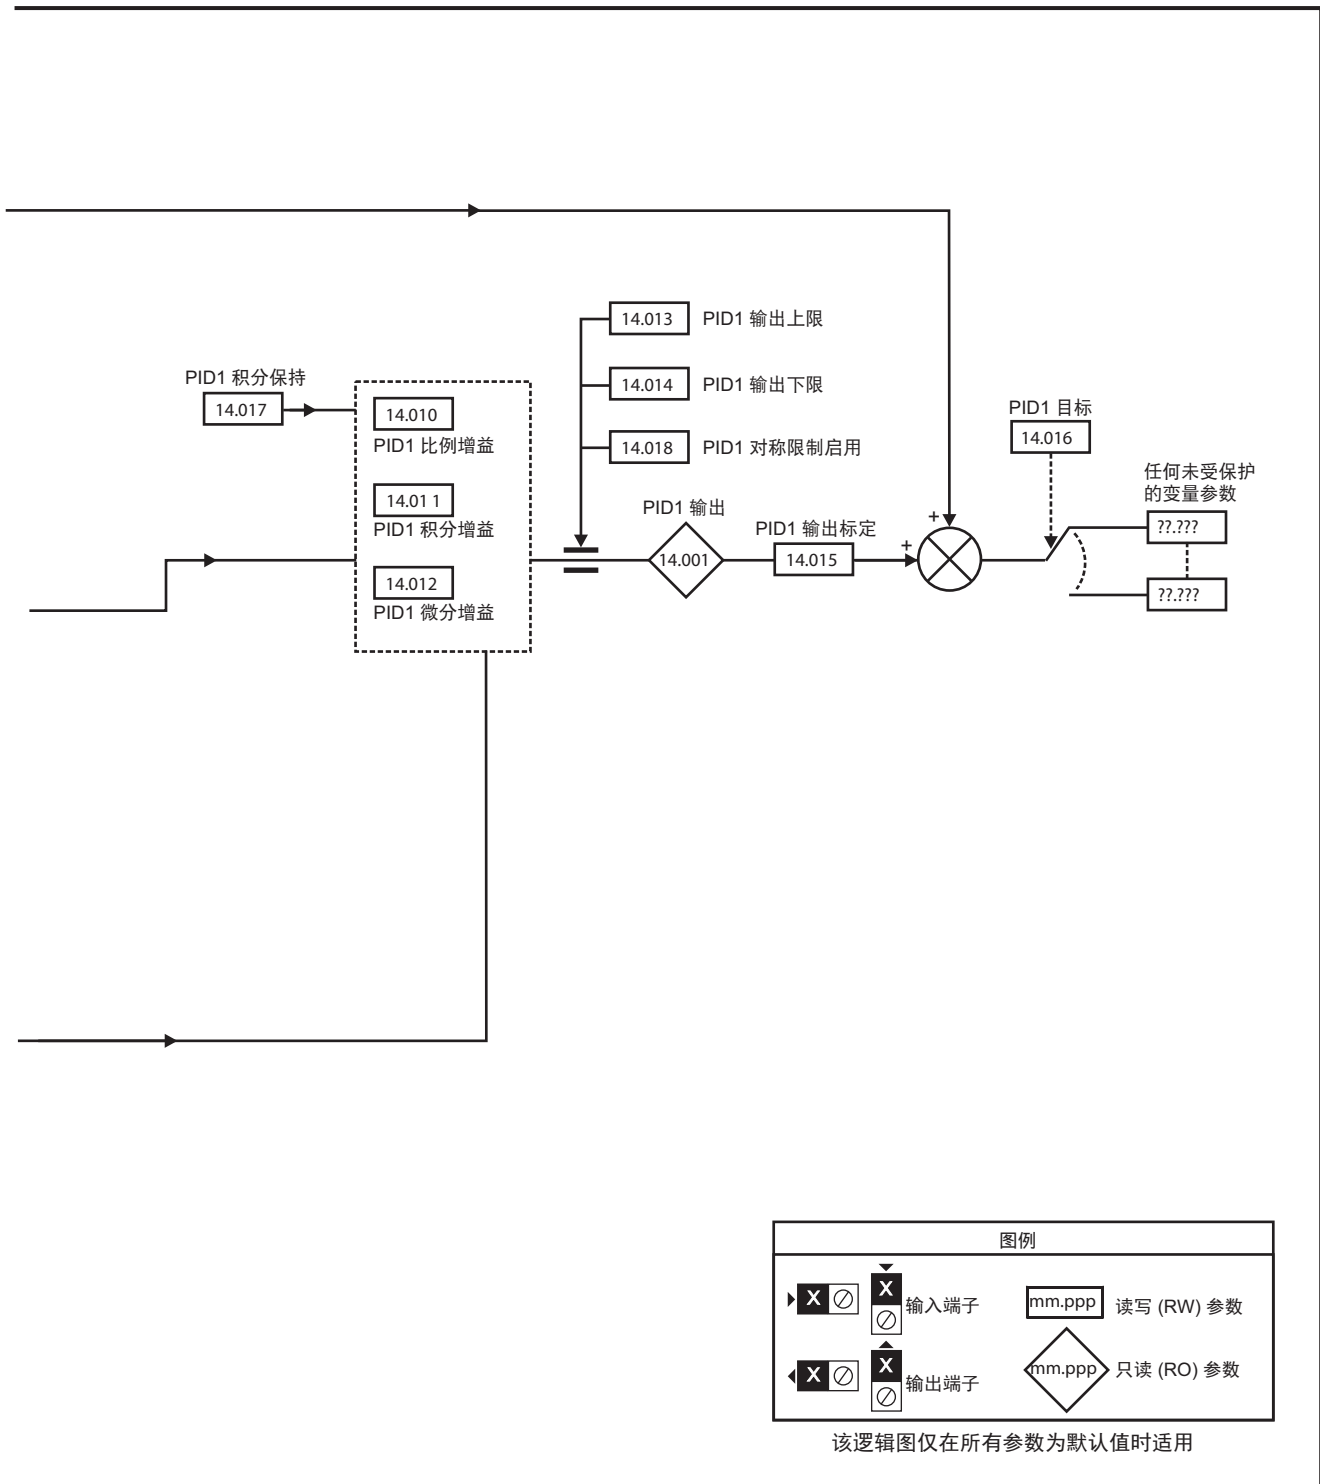 14.013
PID1 输出上限
PID1 积分保持
14.017
14.014
PID1 输出下限
14.010
PID1 比例增益
14.018
PID1 对称限制启用
PID1 目标
14.016
任何未受保护
的变量参数
14.01 1
PID1 积分增益
PID1 输出
14.001
PID1 输出标定
14.015
+
+
??.???
14.012
PID1 微分增益
??.???
图例
X
X
输入端子
mm.ppp
读写 (RW) 参数
X
X
输出端子
mm.ppp
只读 (RO) 参数
该逻辑图仅在所有参数为默认值时适用